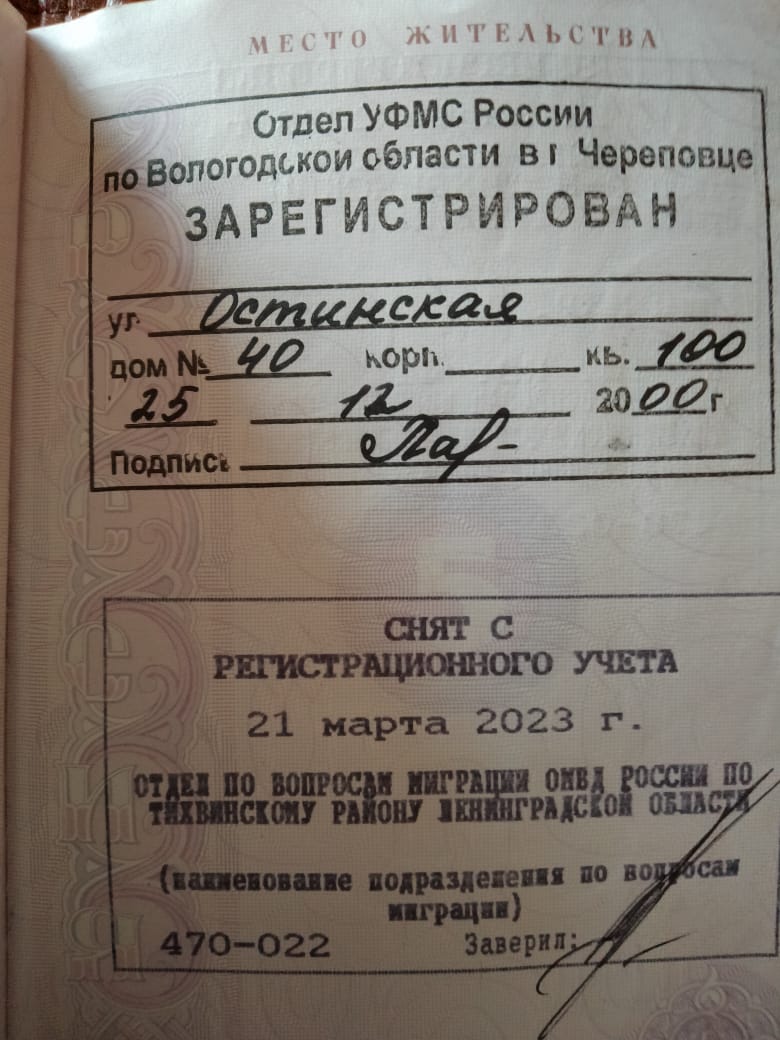 МЕСТО ЖИТЕЛЬСТВА
Отдел УФМС России
по Вологодской области в г Череповце
ЗАРЕГИСТРИРОВАН
ул. Остинская
дом № 40 корп. кв. 100
25 12 2000 г
Подпись
СНЯТ С
РЕГИСТРАЦИОННОГО УЧЕТА
21 марта 2023 г.
ОТДЕЛ ПО ВОПРОСАМ МИГРАЦИИ ОМВД РОССИИ ПО
ТИХВИНСКОМУ РАЙОНУ ЛЕНИНГРАДСКОЙ ОБЛАСТИ
(наименование подразделения по вопросам
миграции)
470-022 Заверил: